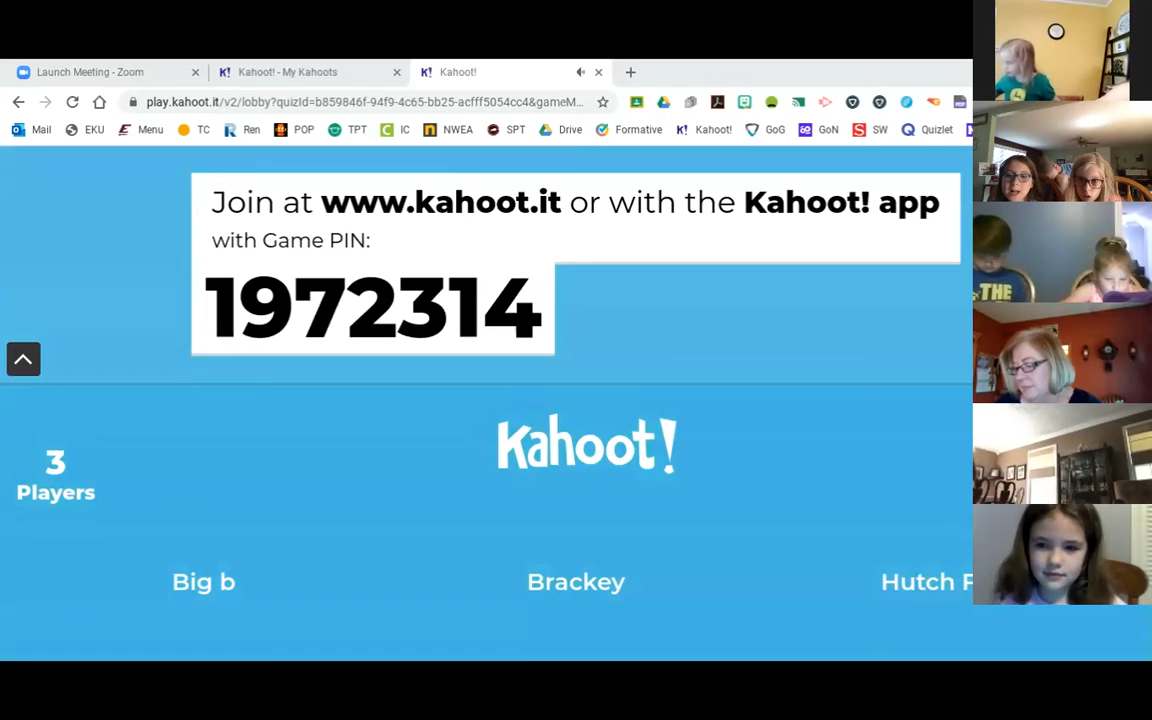 Launch Meeting - Zoom
K! Kahoot! - My Kahoots
K! Kahoot!
play.kahoot.it/v2/lobby?quizId=b859846f-94f9-4c65-bb25-acfff5054cc4&gameM...
Mail EKU Menu TC Ren POP TPT IC NWEA SPT Drive Formative K! Kahoot! GoG GoN SW Quizlet
Join at www.kahoot.it or with the Kahoot! app
with Game PIN:
1972314
Kahoot!
3
Players
Big b
Brackey
Hutch
THE